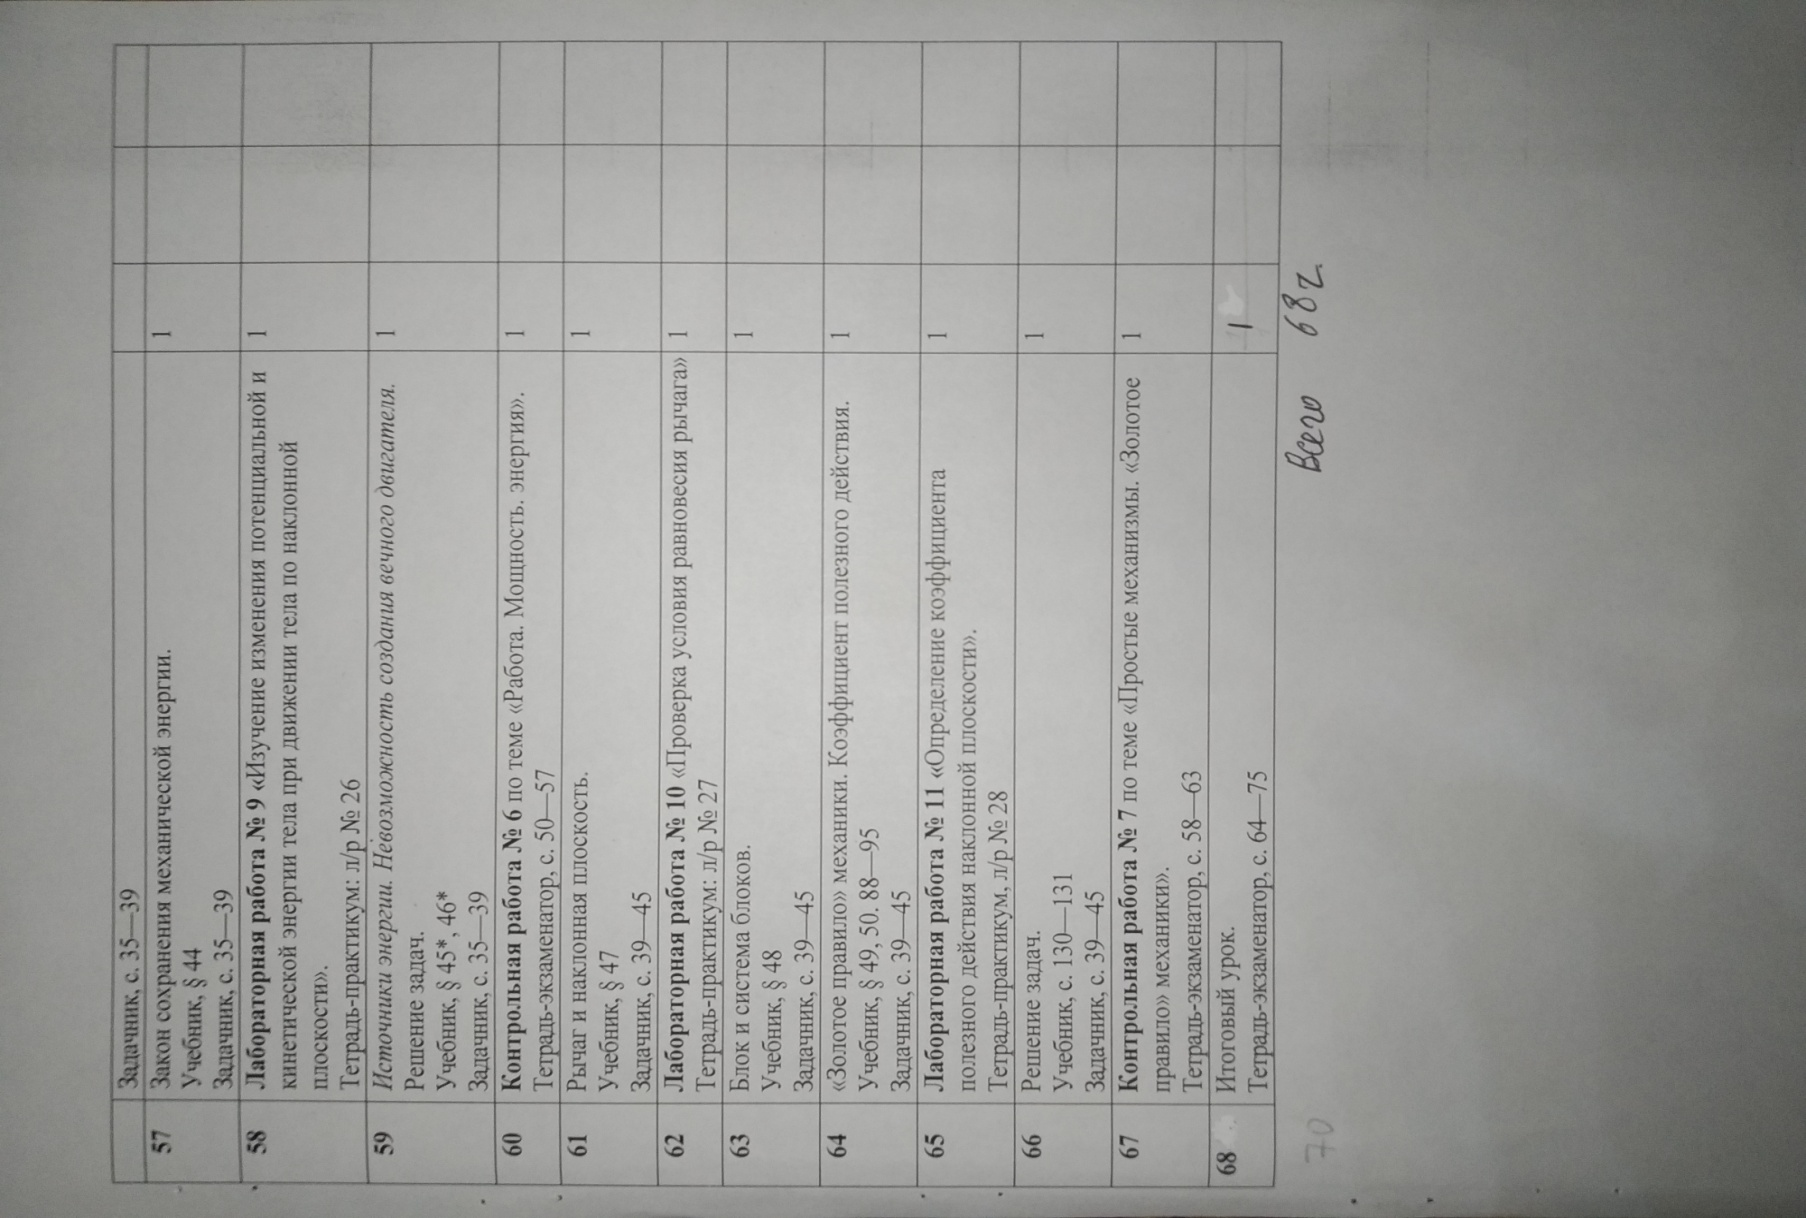 Задачник, с. 35—39
57 Закон сохранения механической энергии. 1
Учебник, § 44
Задачник, с. 35—39
58 Лабораторная работа № 9 «Изучение изменения потенциальной и 1
кинетической энергии тела при движении тела по наклонной
плоскости».
Тетрадь-практикум: л/р № 26
59 Источники энергии. Невозможность создания вечного двигателя. 1
Решение задач.
Учебник, § 45*, 46*
Задачник, с. 35—39
60 Контрольная работа № 6 по теме «Работа. Мощность. энергия». 1
Тетрадь-экзаменатор, с. 50—57
61 Рычаг и наклонная плоскость. 1
Учебник, § 47
Задачник, с. 39—45
62 Лабораторная работа № 10 «Проверка условия равновесия рычага» 1
Тетрадь-практикум: л/р № 27
63 Блок и система блоков. 1
Учебник, § 48
Задачник, с. 39—45
64 «Золотое правило» механики. Коэффициент полезного действия. 1
Учебник, § 49, 50. 88—95
Задачник, с. 39—45
65 Лабораторная работа № 11 «Определение коэффициента 1
полезного действия наклонной плоскости».
Тетрадь-практикум, л/р № 28
66 Решение задач. 1
Учебник, с. 130—131
Задачник, с. 39—45
67 Контрольная работа № 7 по теме «Простые механизмы. «Золотое 1
правило» механики».
Тетрадь-экзаменатор, с. 58—63
68 Итоговый урок. 1
Тетрадь-экзаменатор, с. 64—75
Всего 68 ч.
70